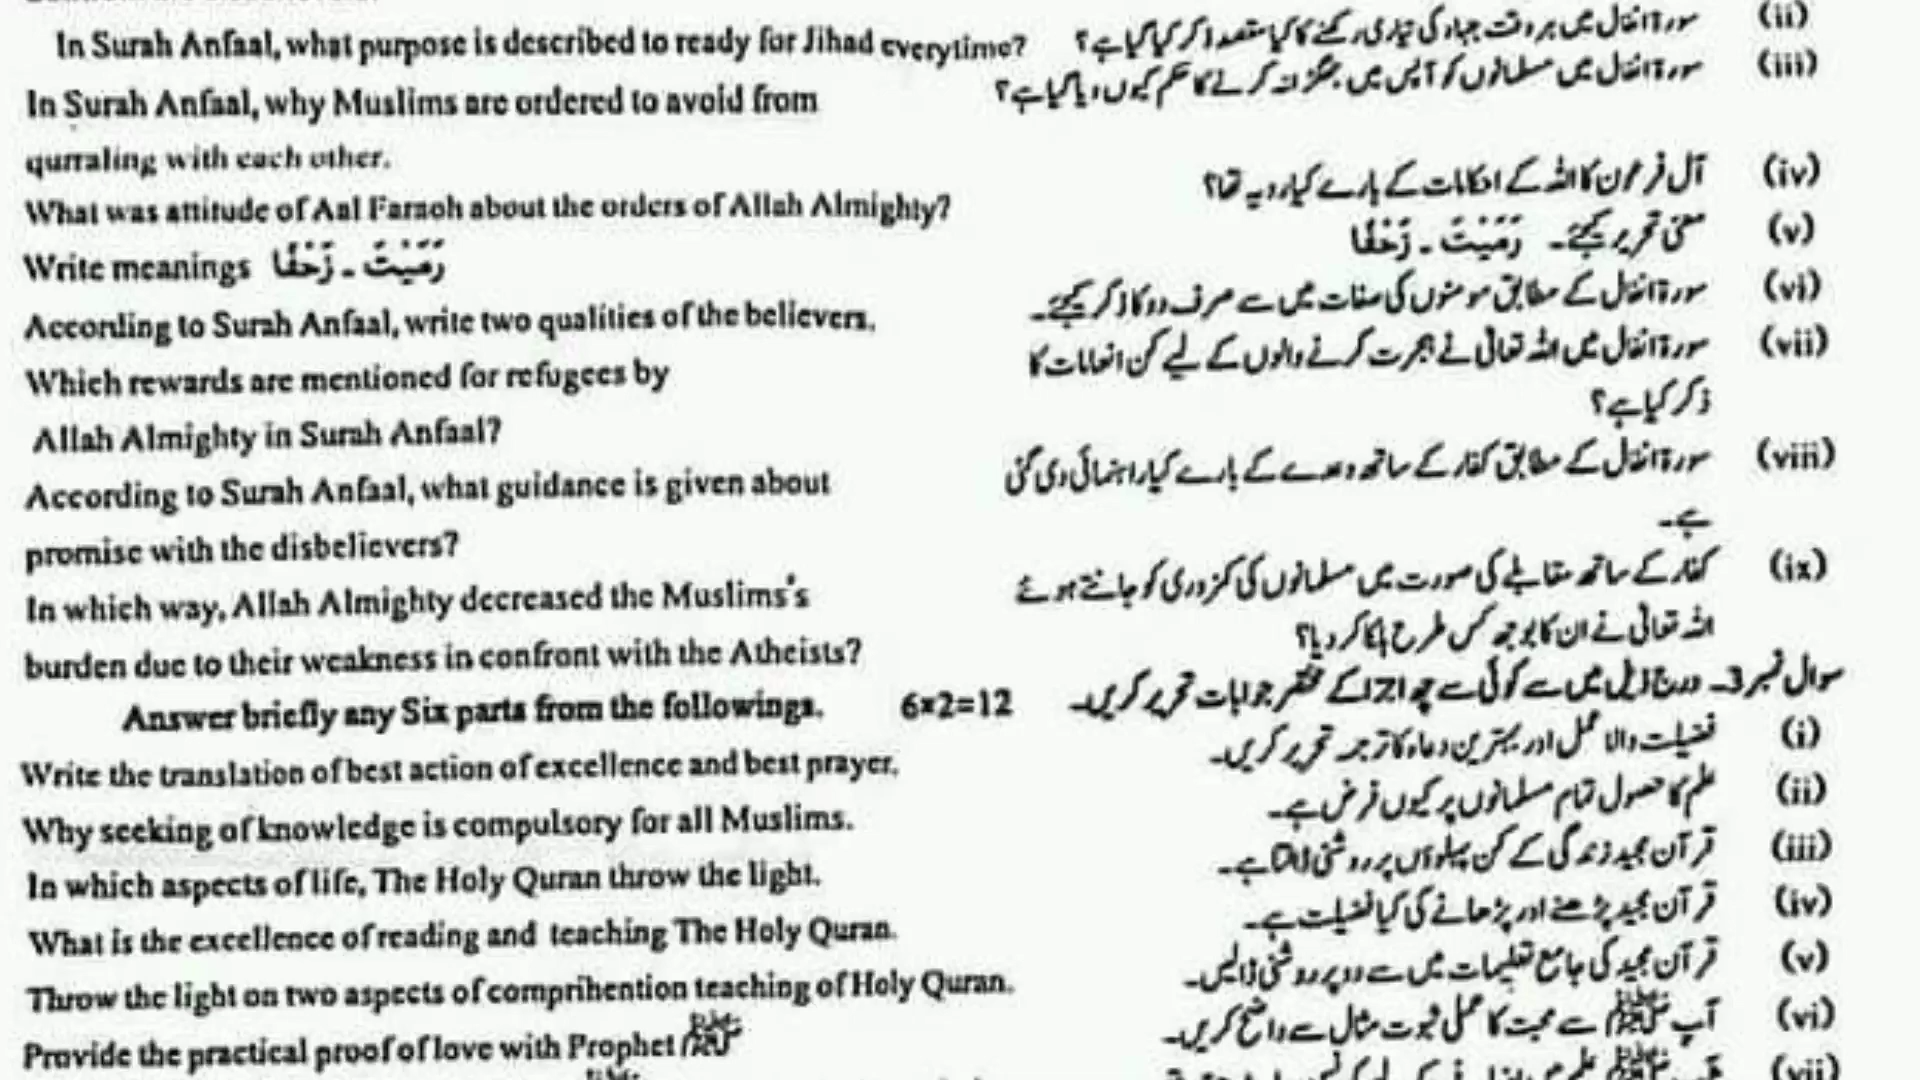 In Surah Anfaal, what purpose is described to ready for Jihad everytime? سورۃ انفال میں ہر وقت جہاد کی تیاری رکھنے کا کیا مقصد ذکر کیا گیا ہے؟ (ii)
In Surah Anfaal, why Muslims are ordered to avoid from سورۃ انفال میں مسلمانوں کو آپس میں جھگڑا نہ کرنے کا حکم کیوں دیا گیا ہے؟ (iii)
qurraling with each other.
What was attitude of Aal Faraoh about the orders of Allah Almighty? آل فرعون کا اللہ کے احکامات کے بارے کیا رویہ تھا؟ (iv)
Write meanings رَمَيْتَ ۔ زَحْفًا معنی تحریر کیجئے۔ رَمَيْتَ ۔ زَحْفًا (v)
According to Surah Anfaal, write two qualities of the believers. سورۃ انفال کے مطابق مومنوں کی صفات میں سے صرف دو کا ذکر کیجئے۔ (vi)
Which rewards are mentioned for refugees by سورۃ انفال میں اللہ تعالیٰ نے ہجرت کرنے والوں کے لیے کن انعامات کا (vii)
ذکر کیا ہے؟
Allah Almighty in Surah Anfaal?
According to Surah Anfaal, what guidance is given about سورۃ انفال کے مطابق کفار کے ساتھ وعدے کے بارے کیا راہنمائی دی گئی (viii)
ہے۔
promise with the disbelievers?
In which way, Allah Almighty decreased the Muslims's کفار کے ساتھ مقابلے کی صورت میں مسلمانوں کی کمزوری کو جانتے ہوئے (ix)
burden due to their weakness in confront with the Atheists? اللہ تعالیٰ نے ان کا بوجھ کس طرح ہلکا کر دیا؟
Answer briefly any Six parts from the followings. 6×2=12 سوال نمبر 3۔ درج ذیل میں سے کوئی سے چھ اجزا کے مختصر جوابات تحریر کریں۔
Write the translation of best action of excellence and best prayer. فضیلت والا عمل اور بہترین دعاء کا ترجمہ تحریر کریں۔ (i)
Why seeking of knowledge is compulsory for all Muslims. علم کا حصول تمام مسلمانوں پر کیوں فرض ہے۔ (ii)
In which aspects of life, The Holy Quran throw the light. قرآن مجید زندگی کے کن پہلوؤں پر روشنی ڈالتا ہے۔ (iii)
What is the excellence of reading and teaching The Holy Quran. قرآن مجید پڑھنے اور پڑھانے کی کیا فضیلت ہے۔ (iv)
Throw the light on two aspects of comprihention teaching of Holy Quran. قرآن مجید کی جامع تعلیمات میں سے دو پر روشنی ڈالیں۔ (v)
Provide the practical proof of love with Prophet ﷺ آپ ﷺ سے محبت کا عملی ثبوت مثال سے واضح کریں۔ (vi)
(vii)